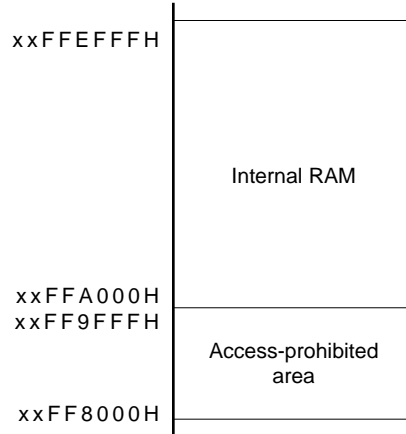 xxFFEFFFH
Internal RAM
xxFFA000H
xxFF9FFFH
Access-prohibited
area
xxFF8000H